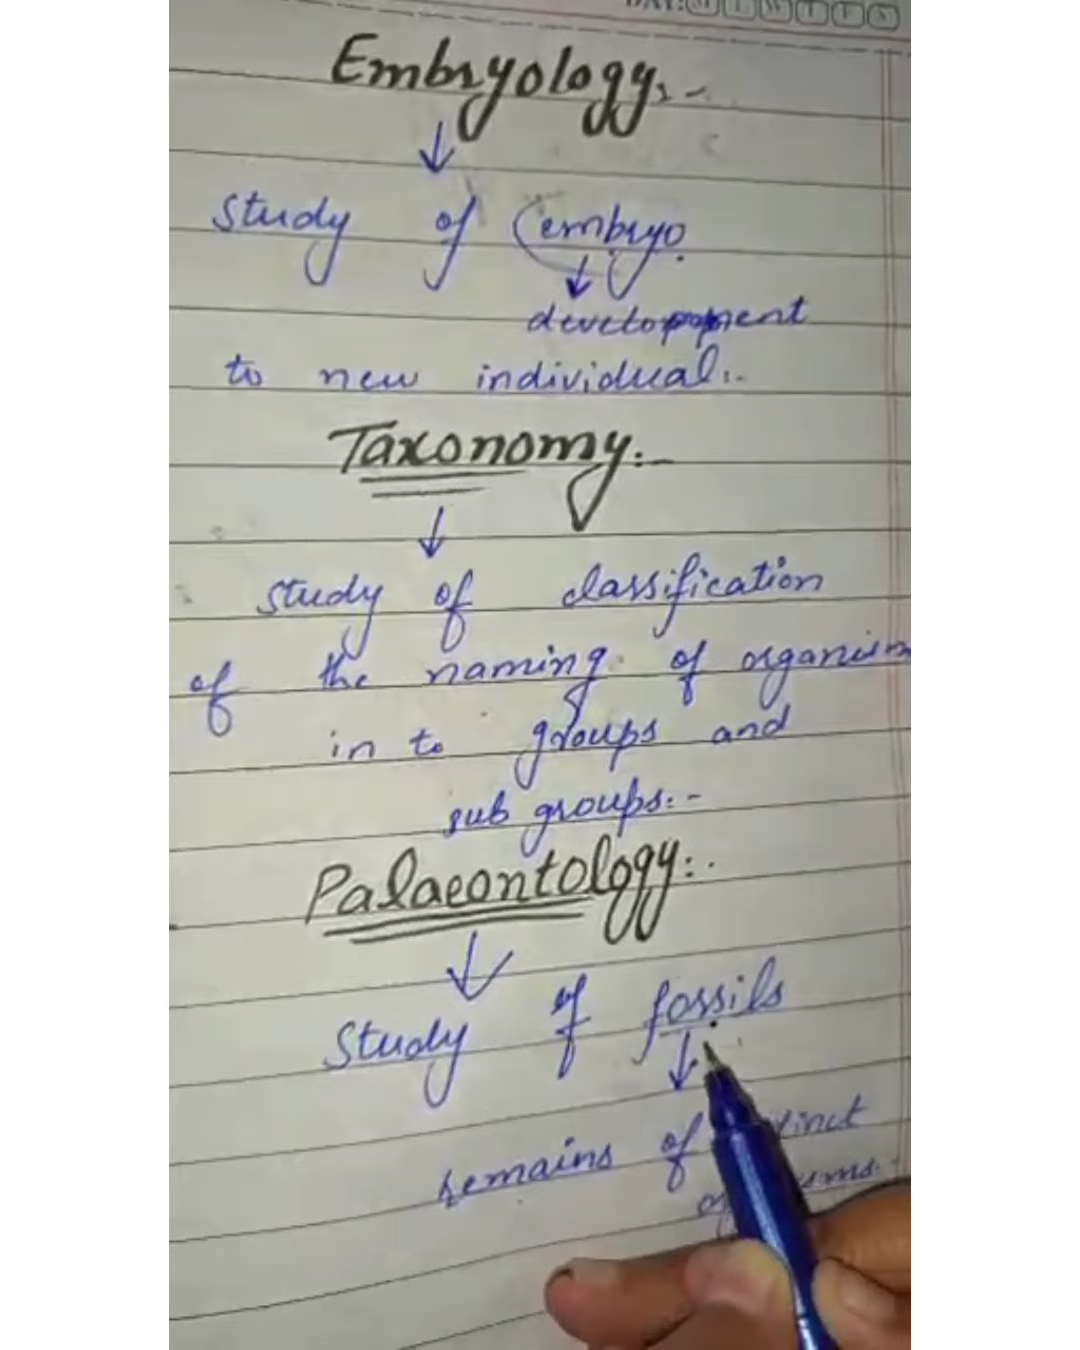 DAY: M T W T F S
Embryology:-
↓
study of (embryo.
↓
development
to new individual:-
Taxonomy:-
↓
study of classification
of the naming of organism
in to groups and
sub groups:-
Palaeontology:-
↓
study of fossils
↓
remains of